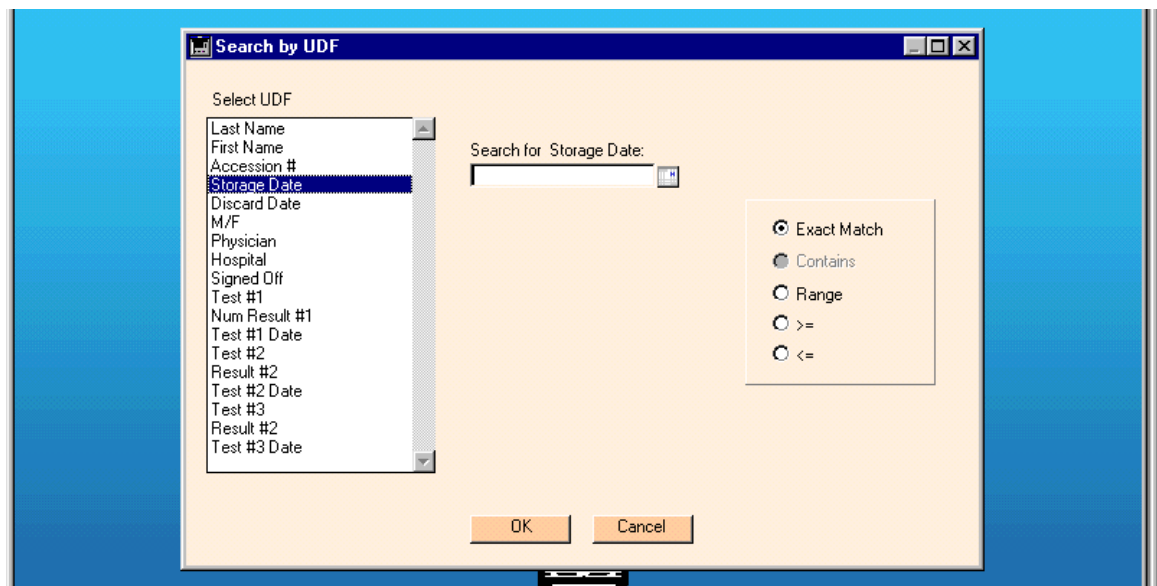 Search by UDF
Select UDF
Last Name
First Name
Accession #
Storage Date
Discard Date
M/F
Physician
Hospital
Signed Off
Test #1
Num Result #1
Test #1 Date
Test #2
Result #2
Test #2 Date
Test #3
Result #2
Test #3 Date
Search for Storage Date:
Exact Match
Contains
Range
>=
<=
OK
Cancel